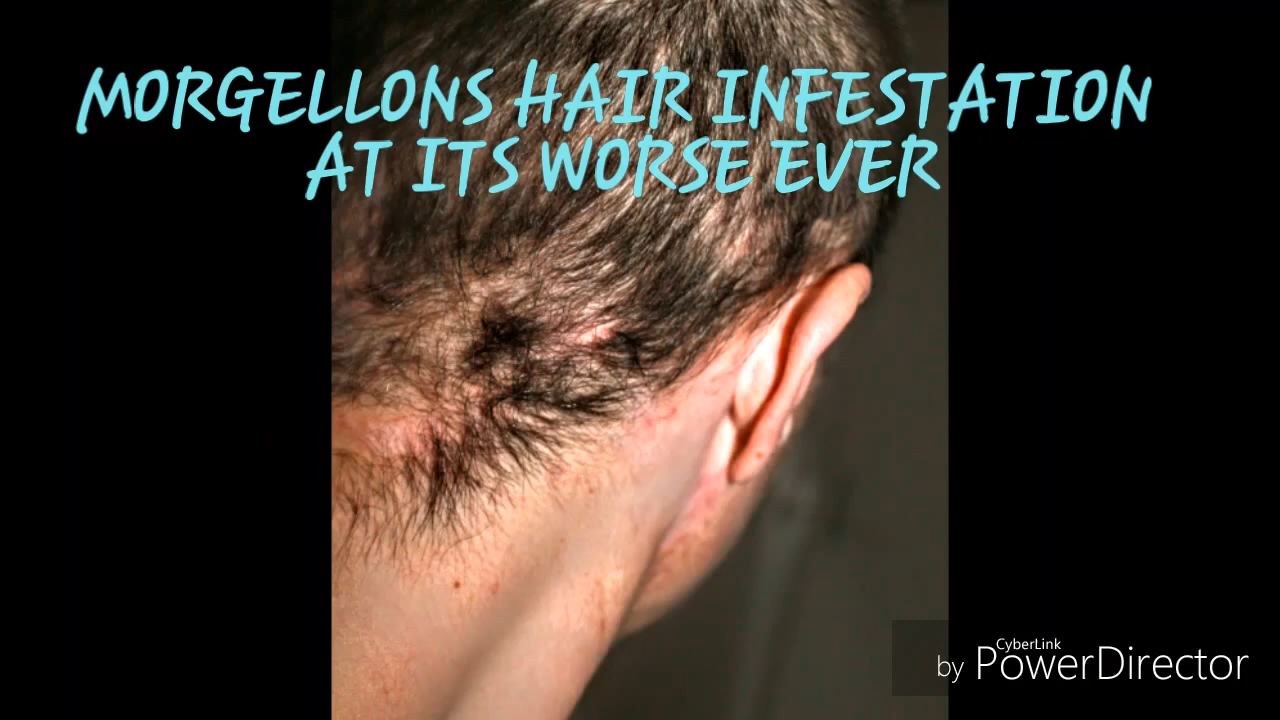 MORGELLONS HAIR INFESTATION
AT ITS WORSE EVER
CyberLink
by PowerDirector